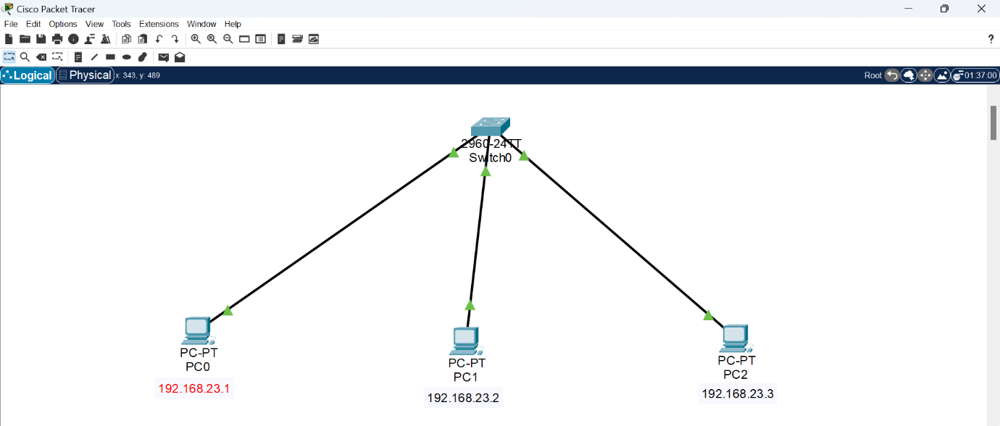 Cisco Packet Tracer
File Edit Options View Tools Extensions Window Help
?
Logical Physical x: 343, y: 489 Root 01:37:00
2960-24TT
Switch0
PC-PT
PC0
192.168.23.1
PC-PT
PC1
192.168.23.2
PC-PT
PC2
192.168.23.3